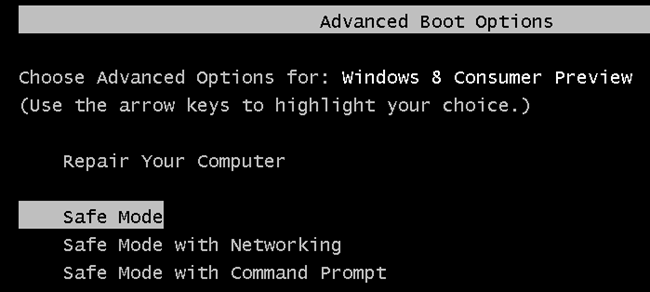 Advanced Boot Options
Choose Advanced Options for: Windows 8 Consumer Preview
(Use the arrow keys to highlight your choice.)
Repair Your Computer
Safe Mode
Safe Mode with Networking
Safe Mode with Command Prompt